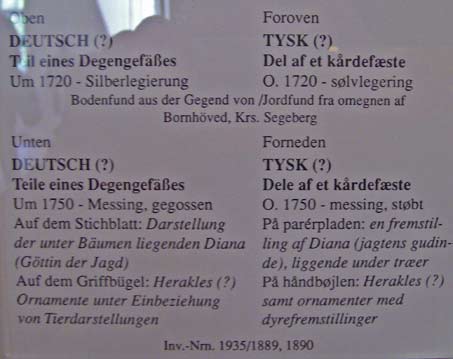 Oben
DEUTSCH (?)
Teil eines Degengefäßes
Um 1720 - Silberlegierung
Foroven
TYSK (?)
Del af et kårdefæste
O. 1720 - sølvlegering
Bodenfund aus der Gegend von /Jordfund fra omegnen af
Bornhöved, Krs. Segeberg
Unten
DEUTSCH (?)
Teile eines Degengefäßes
Um 1750 - Messing, gegossen
Auf dem Stichblatt: Darstellung
der unter Bäumen liegenden Diana
(Göttin der Jagd)
Auf dem Griffbügel: Herakles (?)
Ornamente unter Einbeziehung
von Tierdarstellungen
Forneden
TYSK (?)
Dele af et kårdefæste
O. 1750 - messing, støbt
På parérpladen: en fremstil-
ling af Diana (jagtens gudin-
de), liggende under træer
På håndbøjlen: Herakles (?)
samt ornamenter med
dyrefremstillinger
Inv.-Nrn. 1935/1889, 1890